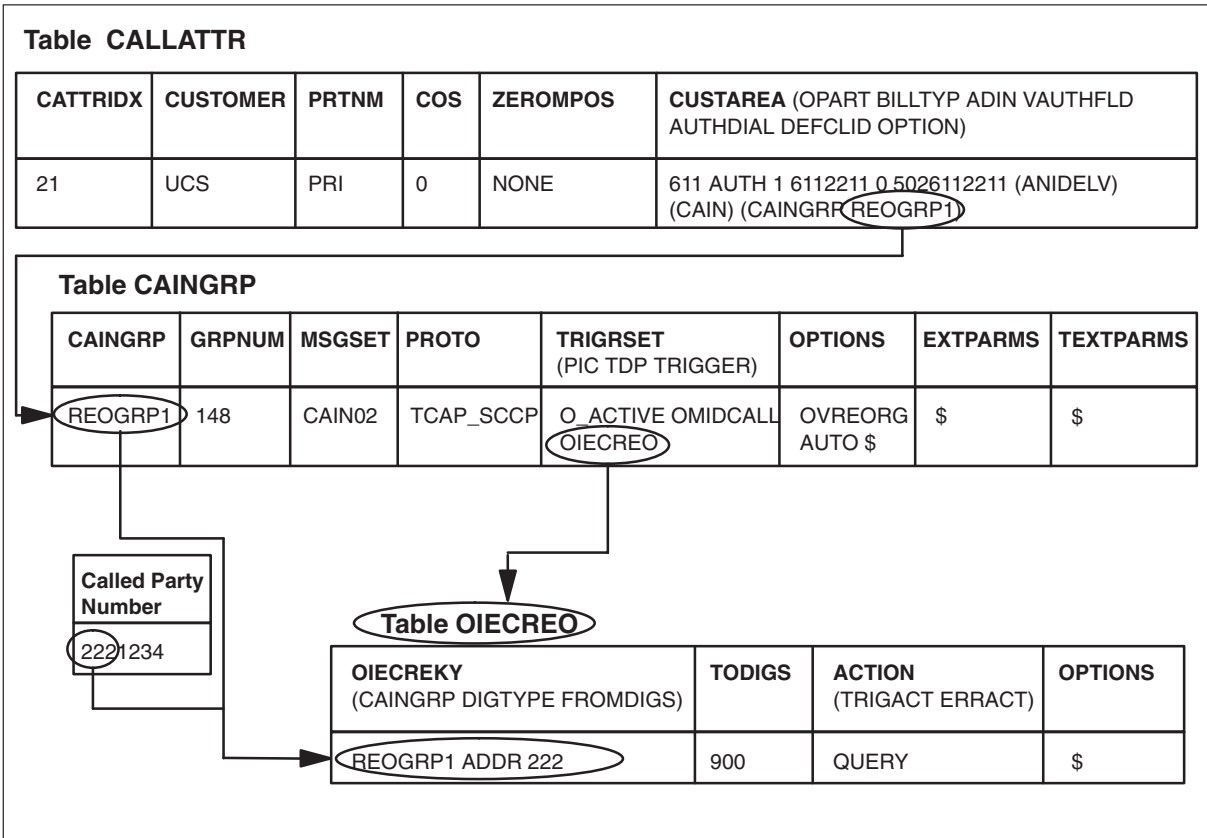 Table CALLATTR
CATTRIDX CUSTOMER PRTNM COS ZEROMPOS CUSTAREA (OPART BILLTYP ADIN VAUTHFLD
AUTHDIAL DEFCLID OPTION)
21 UCS PRI 0 NONE 611 AUTH 1 6112211 0 5026112211 (ANIDELV)
(CAIN) (CAINGRP REOGRP1)
Table CAINGRP
CAINGRP GRPNUM MSGSET PROTO TRIGRSET OPTIONS EXTPARMS TEXTPARMS
(PIC TDP TRIGGER)
REOGRP1 148 CAIN02 TCAP_SCCP O_ACTIVE OMIDCALL OVREORG $ $
OIECREO AUTO $
Called Party
Number
2221234
Table OIECREO
OIECREKY TODIGS ACTION OPTIONS
(CAINGRP DIGTYPE FROMDIGS) (TRIGACT ERRACT)
REOGRP1 ADDR 222 900 QUERY $